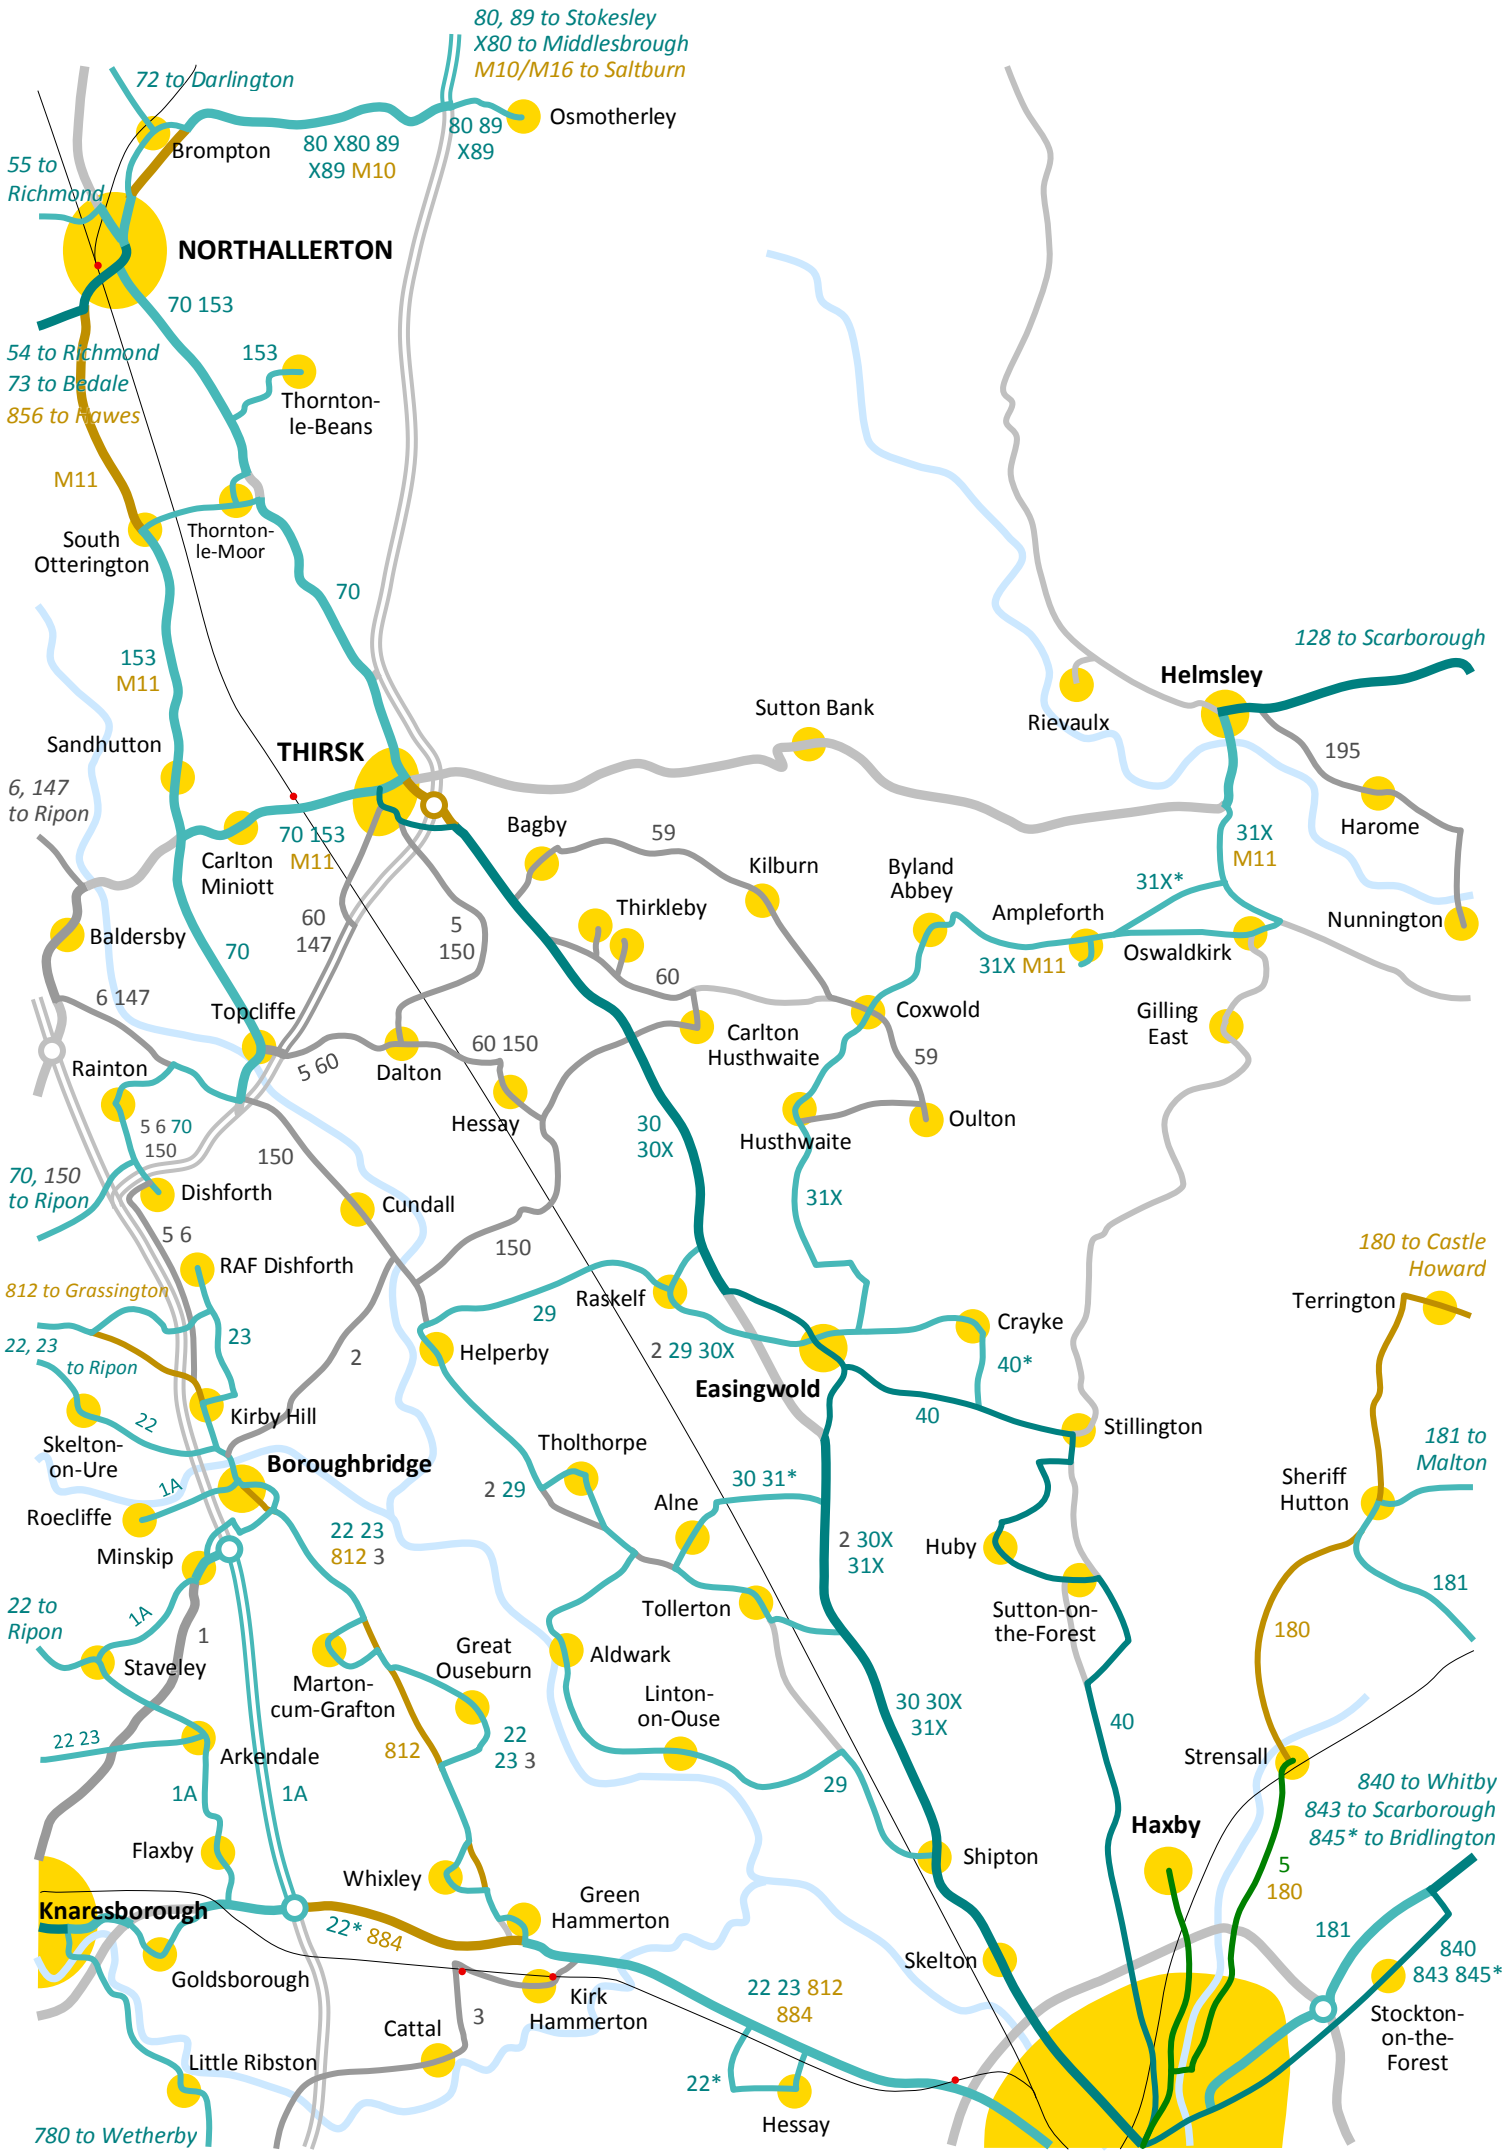 80, 89 to Stokesley
X80 to Middlesbrough
M10/M16 to Saltburn
72 to Darlington
Osmotherley
80 89
X89
Brompton
80 X80 89
X89 M10
55 to
Richmond
NORTHALLERTON
70 153
54 to Richmond
73 to Bedale
856 to Hawes
153
Thornton-
le-Beans
M11
South
Otterington
Thornton-
le-Moor
70
153
M11
128 to Scarborough
Helmsley
Rievaulx
Sutton Bank
195
Harome
Nunnington
Sandhutton
THIRSK
6, 147
to Ripon
Carlton
Miniott
70 153
M11
Bagby
59
Kilburn
Byland
Abbey
31X
M11
31X*
Thirkleby
Ampleforth
Oswaldkirk
31X M11
60
147
5
150
Baldersby
70
60
6 147
Topcliffe
Coxwold
Gilling
East
Carlton
Husthwaite
Rainton
5 60
Dalton
60 150
59
Hessay
Oulton
Husthwaite
30
30X
5 6 70
150
150
70, 150
to Ripon
Dishforth
Cundall
31X
5 6
150
RAF Dishforth
180 to Castle
Howard
812 to Grassington
Raskelf
Terrington
Crayke
22, 23
to Ripon
23
29
2
Helperby
2 29 30X
40*
Easingwold
40
Kirby Hill
Stillington
22
Skelton-
on-Ure
Boroughbridge
Tholthorpe
181 to
Malton
Sheriff
Hutton
1A
Roecliffe
2 29
Alne
30 31*
22 23
812 3
2 30X
31X
Huby
Minskip
181
22 to
Ripon
1A
1
Tollerton
Sutton-on-
the-Forest
180
Staveley
Marton-
cum-Grafton
Great
Ouseburn
Aldwark
Linton-
on-Ouse
30 30X
31X
40
22 23
Arkendale
812
22
23 3
Strensall
1A
1A
29
840 to Whitby
843 to Scarborough
845* to Bridlington
Haxby
Flaxby
Whixley
Shipton
5
180
Knaresborough
Green
Hammerton
22* 884
181
840
843 845*
Goldsborough
Skelton
Kirk
Hammerton
22 23 812
884
Stockton-
on-the-
Forest
Cattal
3
Little Ribston
22*
Hessay
780 to Wetherby